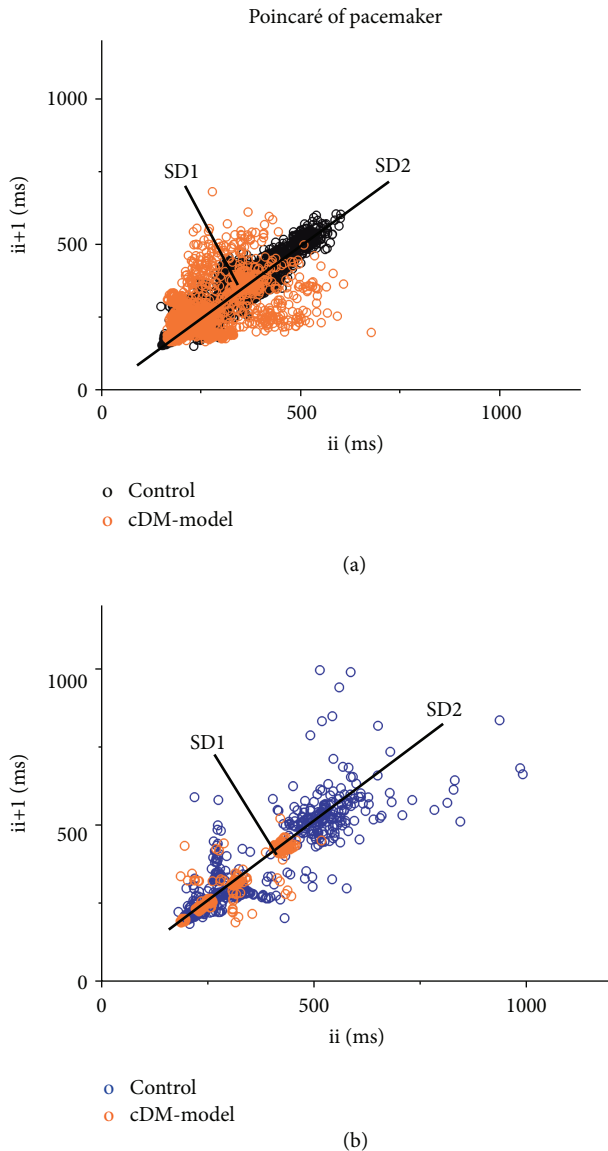 Poincaré of pacemaker
1000
SD1
SD2
ii+1 (ms)
500
0
0
500
1000
ii (ms)
o Control
o cDM-model
(a)
1000
SD1
SD2
ii+1 (ms)
500
0
0
500
1000
ii (ms)
o Control
o cDM-model
(b)